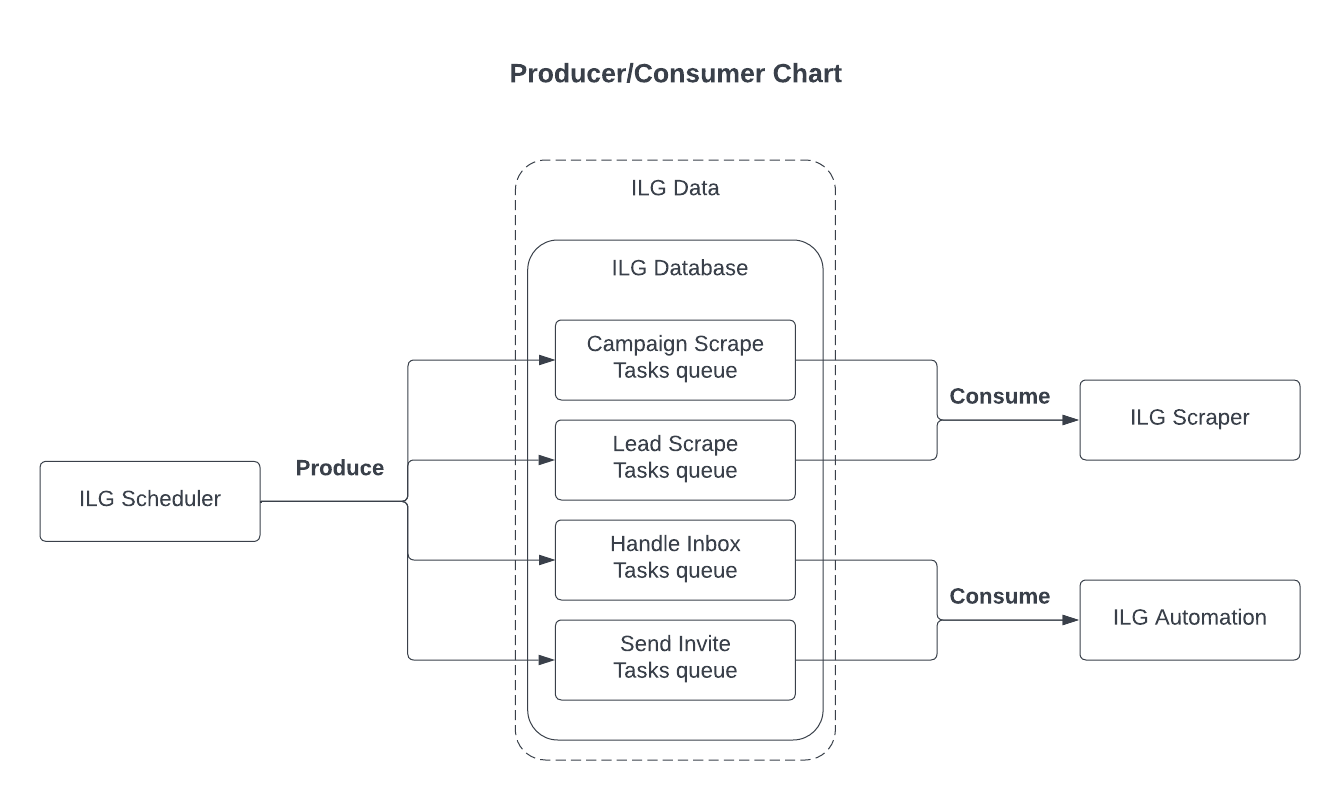 Producer/Consumer Chart
ILG Data
ILG Database
Campaign Scrape
Tasks queue
Lead Scrape
Tasks queue
Handle Inbox
Tasks queue
Send Invite
Tasks queue
Produce
ILG Scheduler
Consume
ILG Scraper
Consume
ILG Automation